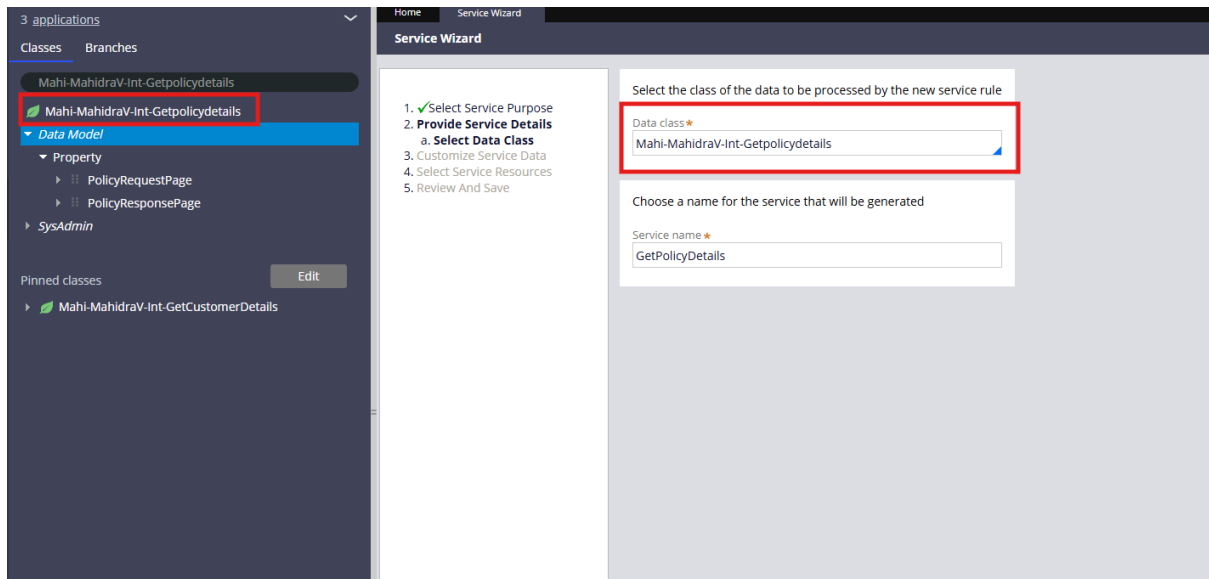 3 applications
Classes Branches
Mahi-MahidraV-Int-Getpolicydetails
Mahi-MahidraV-Int-Getpolicydetails
Data Model
Property
PolicyRequestPage
PolicyResponsePage
SysAdmin
Pinned classes
Edit
Mahi-MahidraV-Int-GetCustomerDetails
Home Service Wizard
Service Wizard
1. ✓Select Service Purpose
2. Provide Service Details
a. Select Data Class
3. Customize Service Data
4. Select Service Resources
5. Review And Save
Select the class of the data to be processed by the new service rule
Data class★
Mahi-MahidraV-Int-Getpolicydetails
Choose a name for the service that will be generated
Service name★
GetPolicyDetails